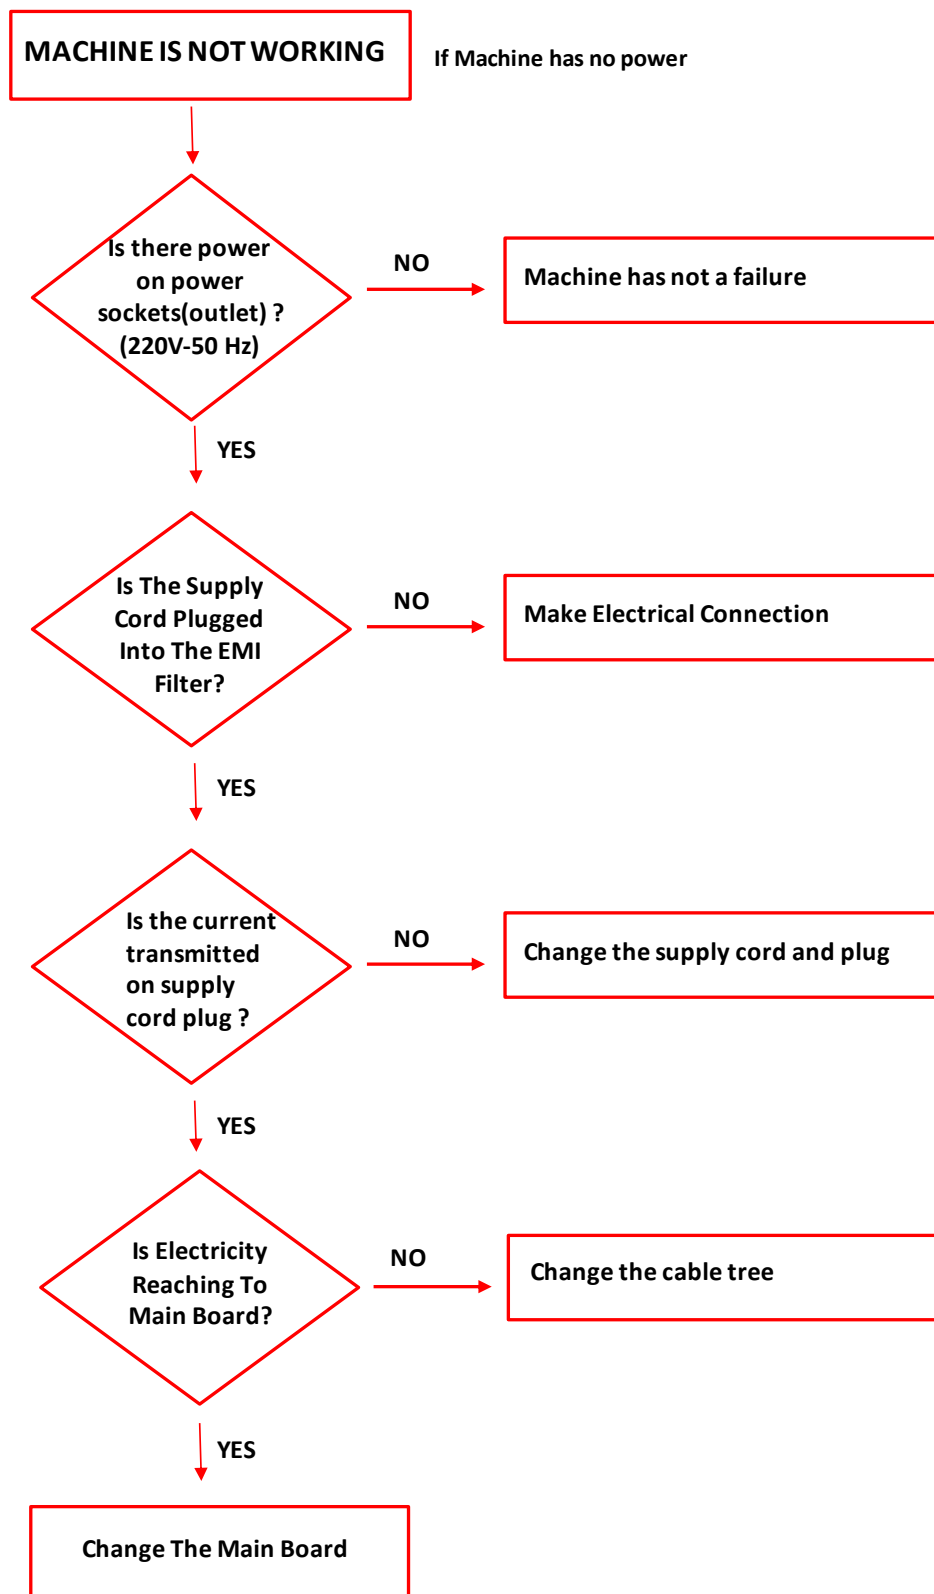 MACHINE IS NOT WORKING
If Machine has no power
Is there power
on power
sockets(outlet) ?
(220V-50 Hz)
NO
Machine has not a failure
YES
Is The Supply
Cord Plugged
Into The EMI
Filter?
NO
Make Electrical Connection
YES
Is the current
transmitted
on supply
cord plug ?
NO
Change the supply cord and plug
YES
Is Electricity
Reaching To
Main Board?
NO
Change the cable tree
YES
Change The Main Board